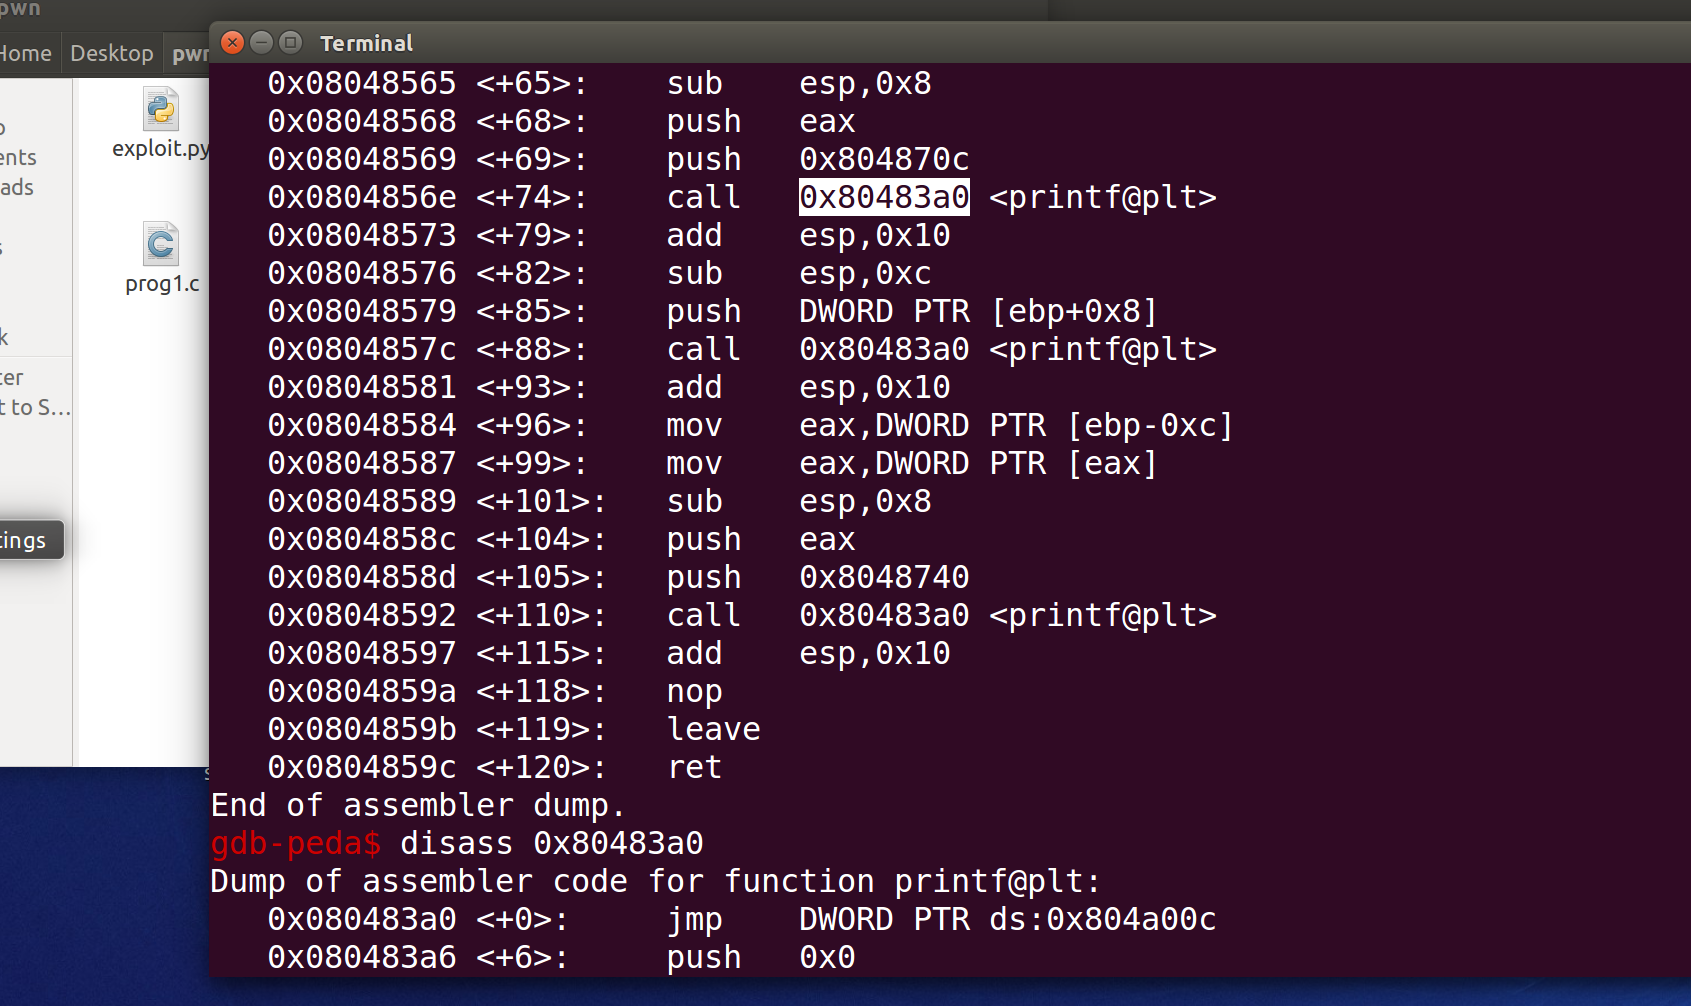 pwn
Home
Desktop
pwn
Terminal
exploit.py
prog1.c
ents
ads
k
ter
t to S...
tings
0x08048565 <+65>: sub esp,0x8
0x08048568 <+68>: push eax
0x08048569 <+69>: push 0x804870c
0x0804856e <+74>: call 0x80483a0 <printf@plt>
0x08048573 <+79>: add esp,0x10
0x08048576 <+82>: sub esp,0xc
0x08048579 <+85>: push DWORD PTR [ebp+0x8]
0x0804857c <+88>: call 0x80483a0 <printf@plt>
0x08048581 <+93>: add esp,0x10
0x08048584 <+96>: mov eax,DWORD PTR [ebp-0xc]
0x08048587 <+99>: mov eax,DWORD PTR [eax]
0x08048589 <+101>: sub esp,0x8
0x0804858c <+104>: push eax
0x0804858d <+105>: push 0x8048740
0x08048592 <+110>: call 0x80483a0 <printf@plt>
0x08048597 <+115>: add esp,0x10
0x0804859a <+118>: nop
0x0804859b <+119>: leave
0x0804859c <+120>: ret
End of assembler dump.
gdb-peda$ disass 0x80483a0
Dump of assembler code for function printf@plt:
0x080483a0 <+0>: jmp DWORD PTR ds:0x804a00c
0x080483a6 <+6>: push 0x0